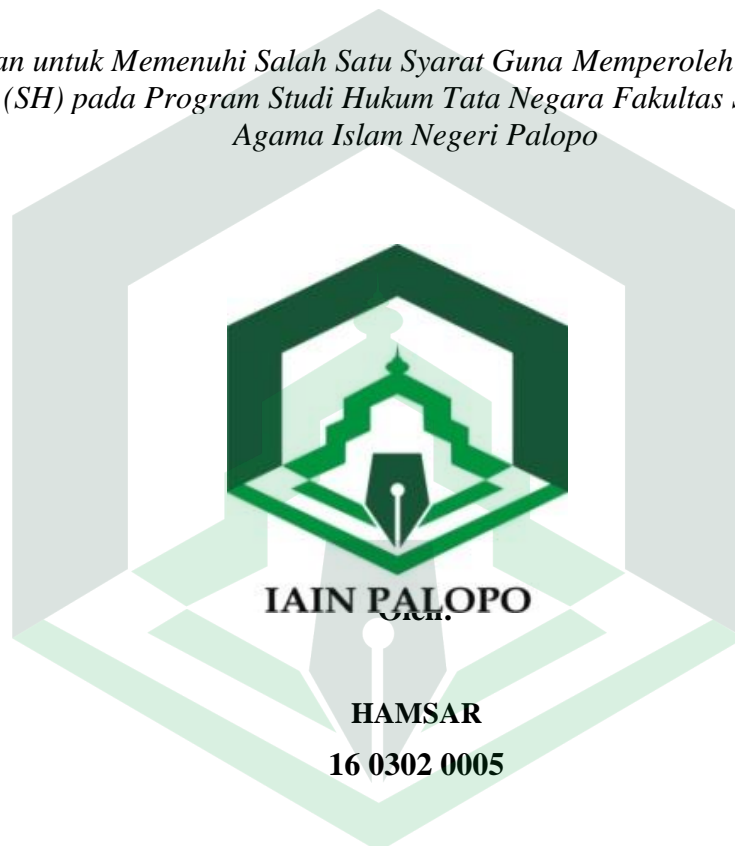 untuk Memenuhi Salah Satu Syarat Guna Memperoleh
(SH) pada Program Studi Hukum Tata Negara Fakultas
Agama Islam Negeri Palopo
IAIN PALOPO
Oleh:
HAMSAR
16 0302 0005